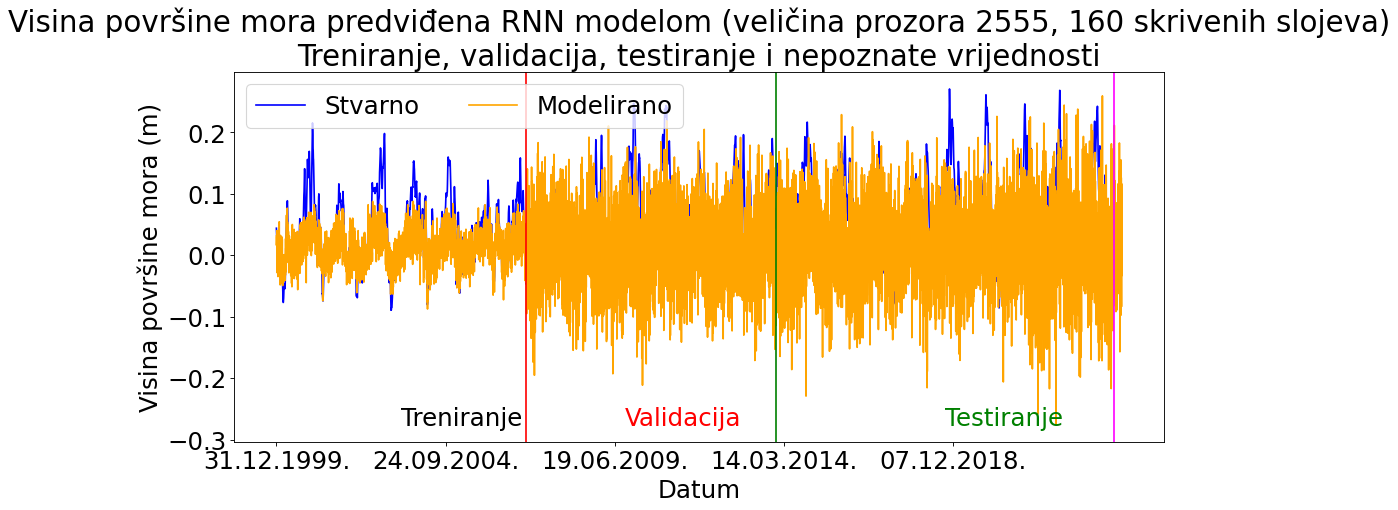 Visina površine mora predviđena RNN modelom (veličina prozora 2555, 160 skrivenih slojeva)
Treniranje, validacija, testiranje i nepoznate vrijednosti
Stvarno Modelirano
Visina površine mora (m)
0.2
0.1
0.0
−0.1
−0.2
−0.3
Treniranje Validacija Testiranje
31.12.1999. 24.09.2004. 19.06.2009. 14.03.2014. 07.12.2018.
Datum